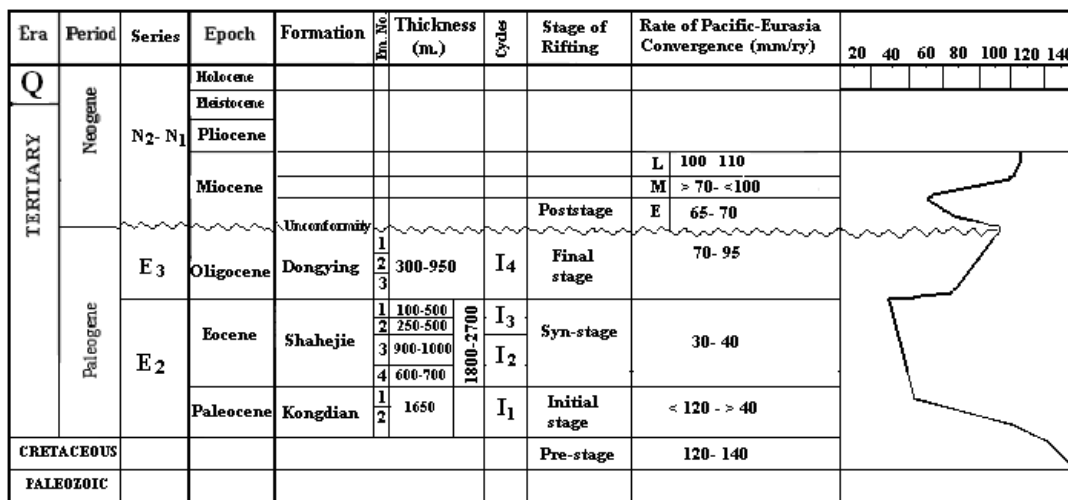 Era Period Series Epoch Formation Em. No. Thickness (m.) Cycles Stage of Rifting Rate of Pacific-Eurasia Convergence (mm/ry) 20 40 60 80 100 120 140
Q Neogene N2- N1 Holocene
Pleistocene
TERTIARY Pliocene
Miocene L 100 110
M > 70- <100
Unconformity Poststage E 65- 70
Paleogene E3 Oligocene Dongying 1 2 3 300-950 I4 Final stage 70- 95
E2 Eocene Shahejie 1 100-500 1800-2700 I3 Syn-stage 30- 40
2 250-500
3 900-1000 I2
4 600-700
Paleocene Kongdian 1 2 1650 I1 Initial stage < 120 - > 40
CRETACEOUS Pre-stage 120- 140
PALEOZOIC